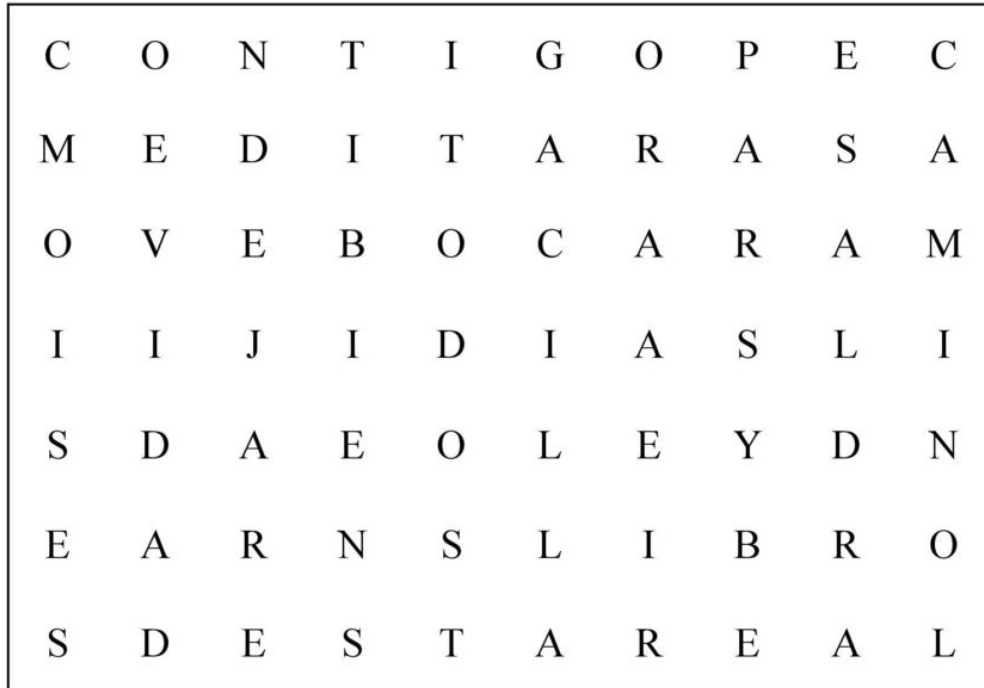 C O N T I G O P E C
M E D I T A R A S A
O V E B O C A R A M
I I J I D I A S L I
S D A E O L E Y D N
E A R N S L I B R O
S D E S T A R E A L